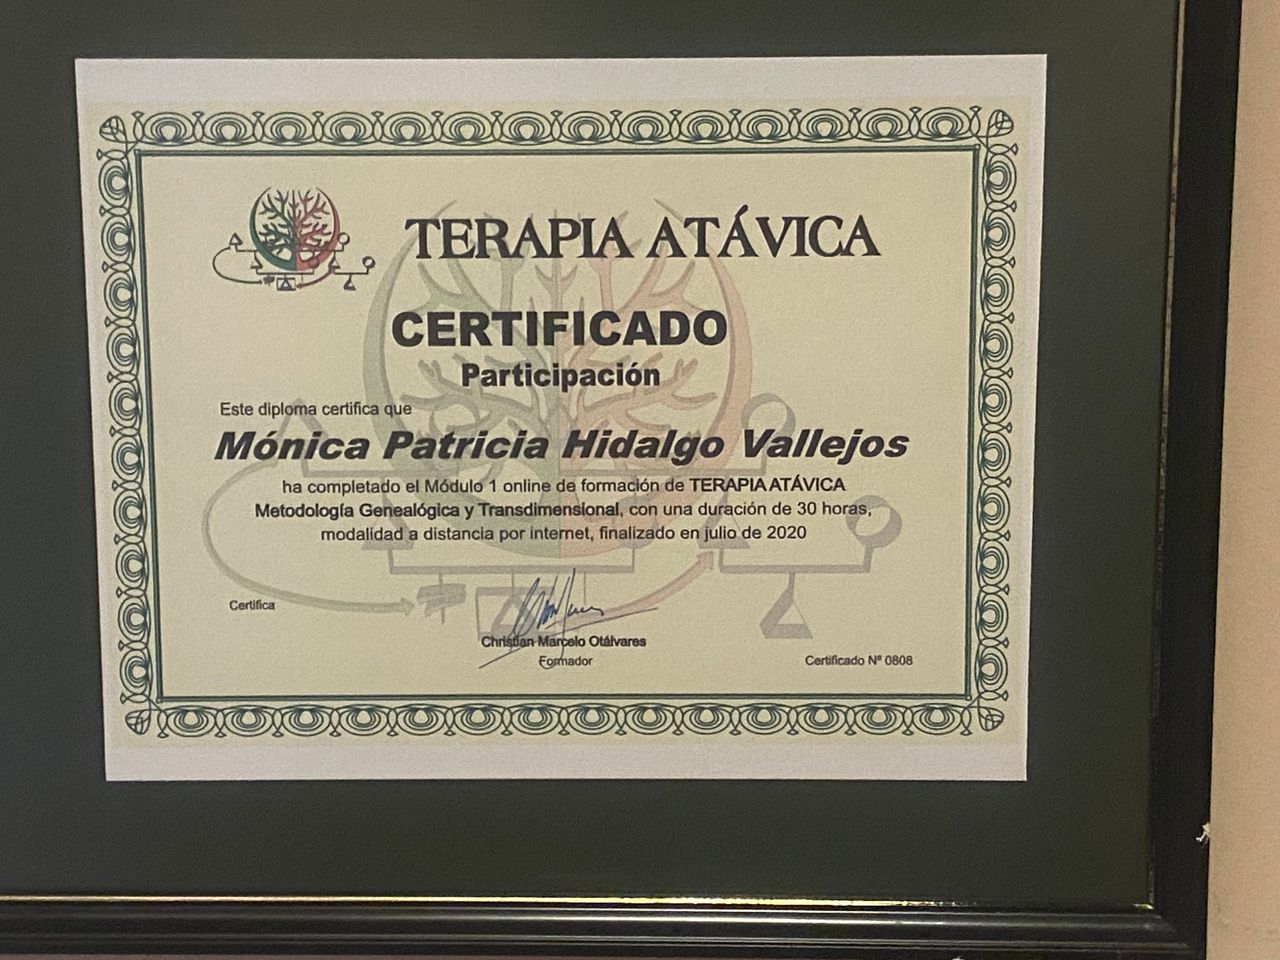 TERAPIA ATÁVICA
CERTIFICADO
Participación
Este diploma certifica que
Mónica Patricia Hidalgo Vallejos
ha completado el Módulo 1 online de formación de TERAPIA ATÁVICA
Metodología Genealógica y Transdimensional, con una duración de 30 horas,
modalidad a distancia por internet, finalizado en julio de 2020
Certifica
Christian Marcelo Otálvares
Formador
Certificado Nº 0808